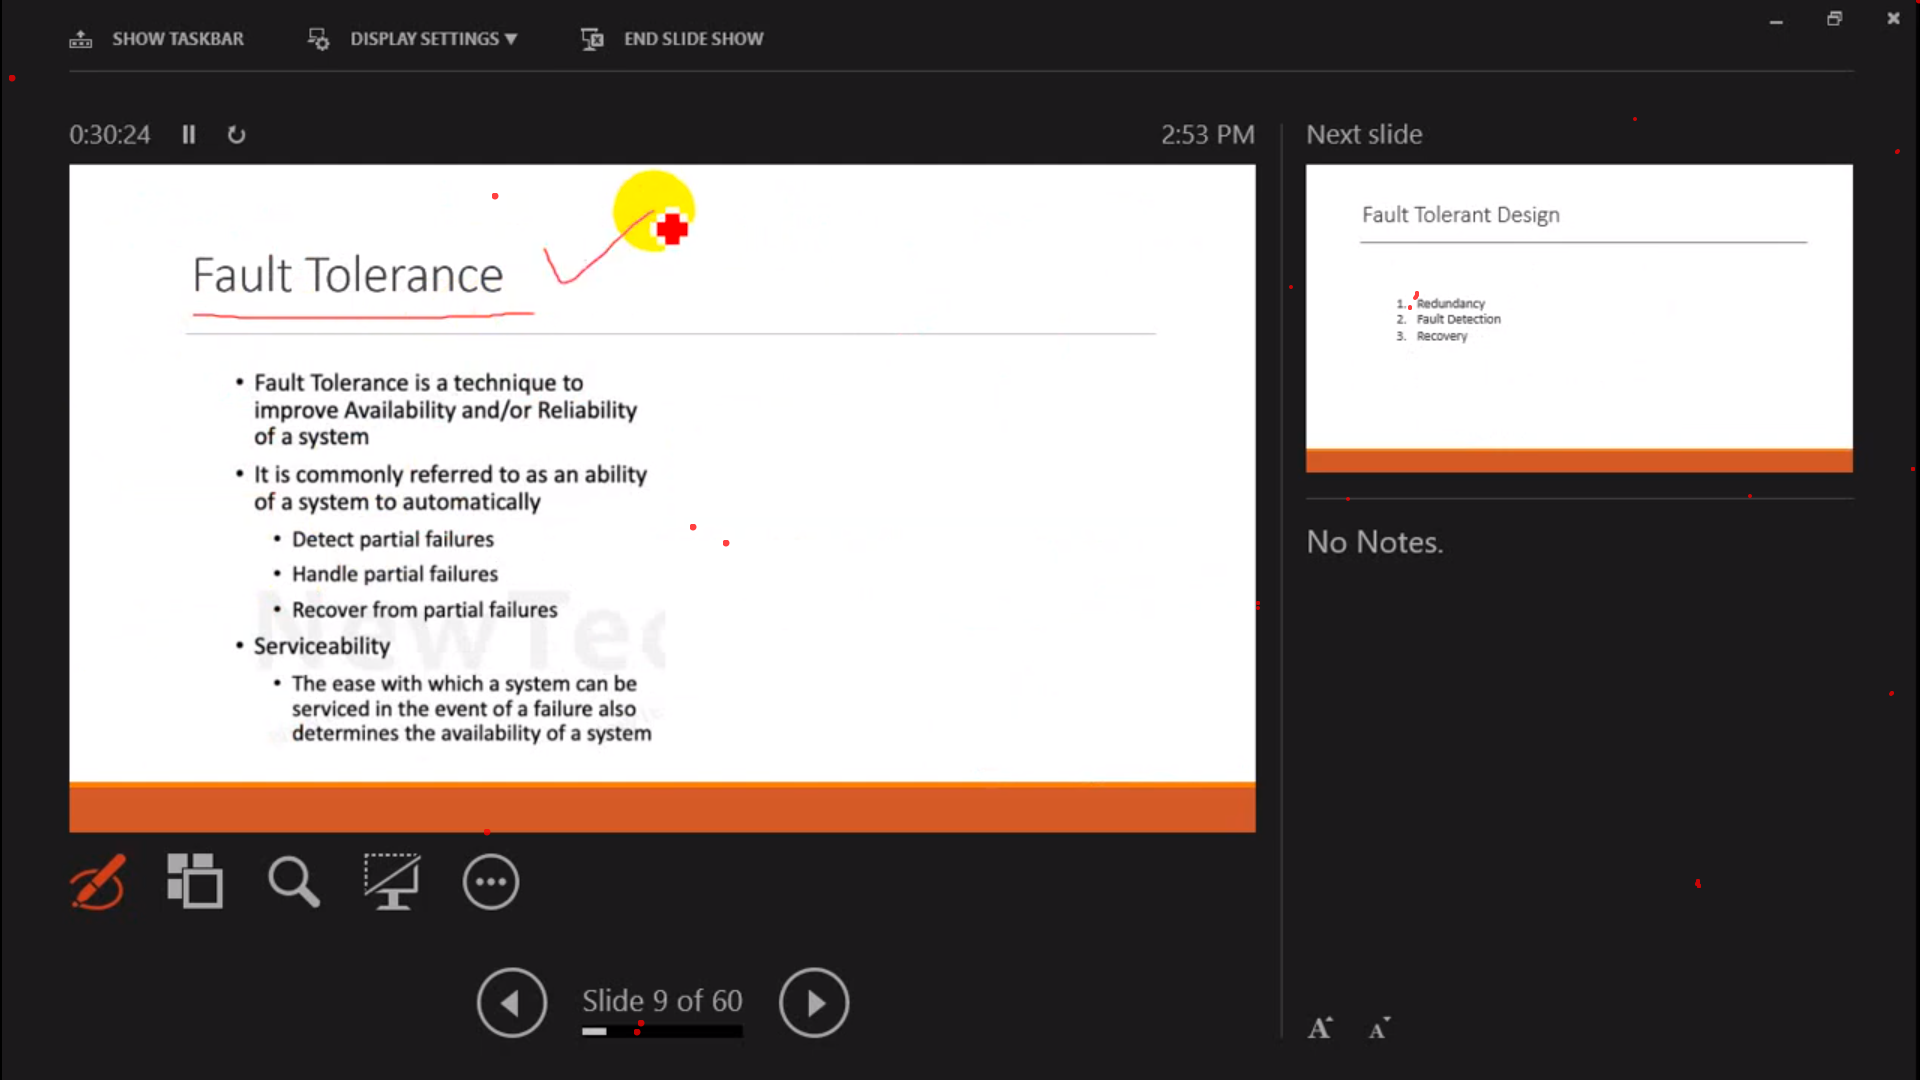 SHOW TASKBAR
DISPLAY SETTINGS ▼
END SLIDE SHOW
0:30:24
2:53 PM
Fault Tolerance
• Fault Tolerance is a technique to
improve Availability and/or Reliability
of a system
• It is commonly referred to as an ability
of a system to automatically
• Detect partial failures
• Handle partial failures
• Recover from partial failures
NewTec
• Serviceability
• The ease with which a system can be
serviced in the event of a failure also
determines the availability of a system
Slide 9 of 60
Next slide
Fault Tolerant Design
1. Redundancy
2. Fault Detection
3. Recovery
No Notes.
A A